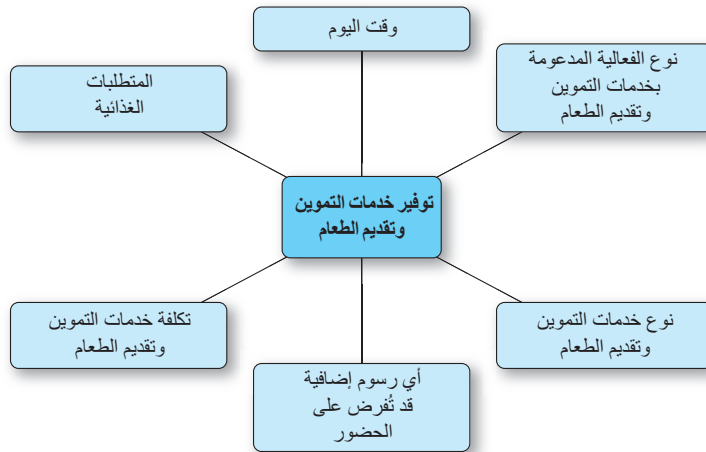 وقت اليوم
نوع الفعالية المدعومة
بخدمات التموين
وتقديم الطعام
المتطلبات
الغذائية
توفير خدمات التموين
وتقديم الطعام
نوع خدمات التموين
وتقديم الطعام
تكلفة خدمات التموين
وتقديم الطعام
أي رسوم إضافية
قد تُفرض على
الحضور